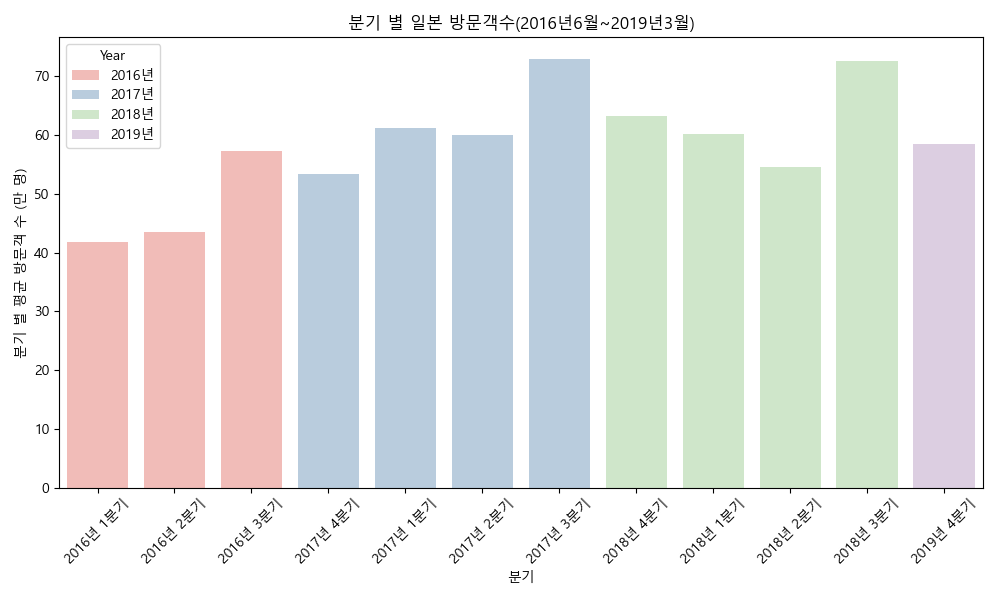 분기 별 일본 방문객수(2016년6월~2019년3월)
Year
2016년
2017년
2018년
2019년
분기 별 평균 방문객 수 (만 명)
70
60
50
40
30
20
10
0
2016년 1분기
2016년 2분기
2016년 3분기
2017년 4분기
2017년 1분기
2017년 2분기
2017년 3분기
2018년 4분기
2018년 1분기
2018년 2분기
2018년 3분기
2019년 4분기
분기